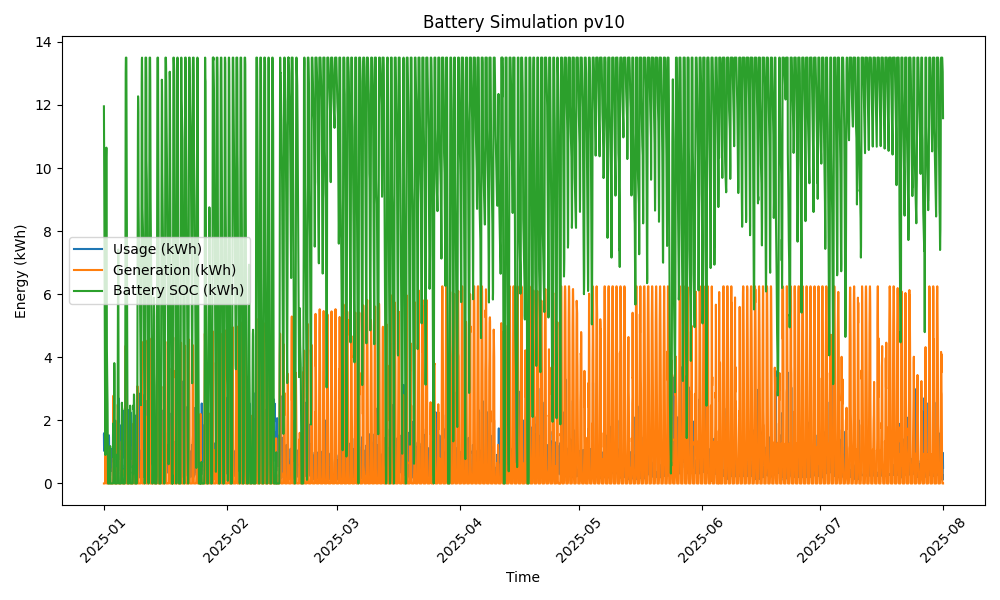 Battery Simulation pv10
Energy (kWh)
14
12
10
8
6
4
2
0
Usage (kWh)
Generation (kWh)
Battery SOC (kWh)
2025-01
2025-02
2025-03
2025-04
2025-05
2025-06
2025-07
2025-08
Time